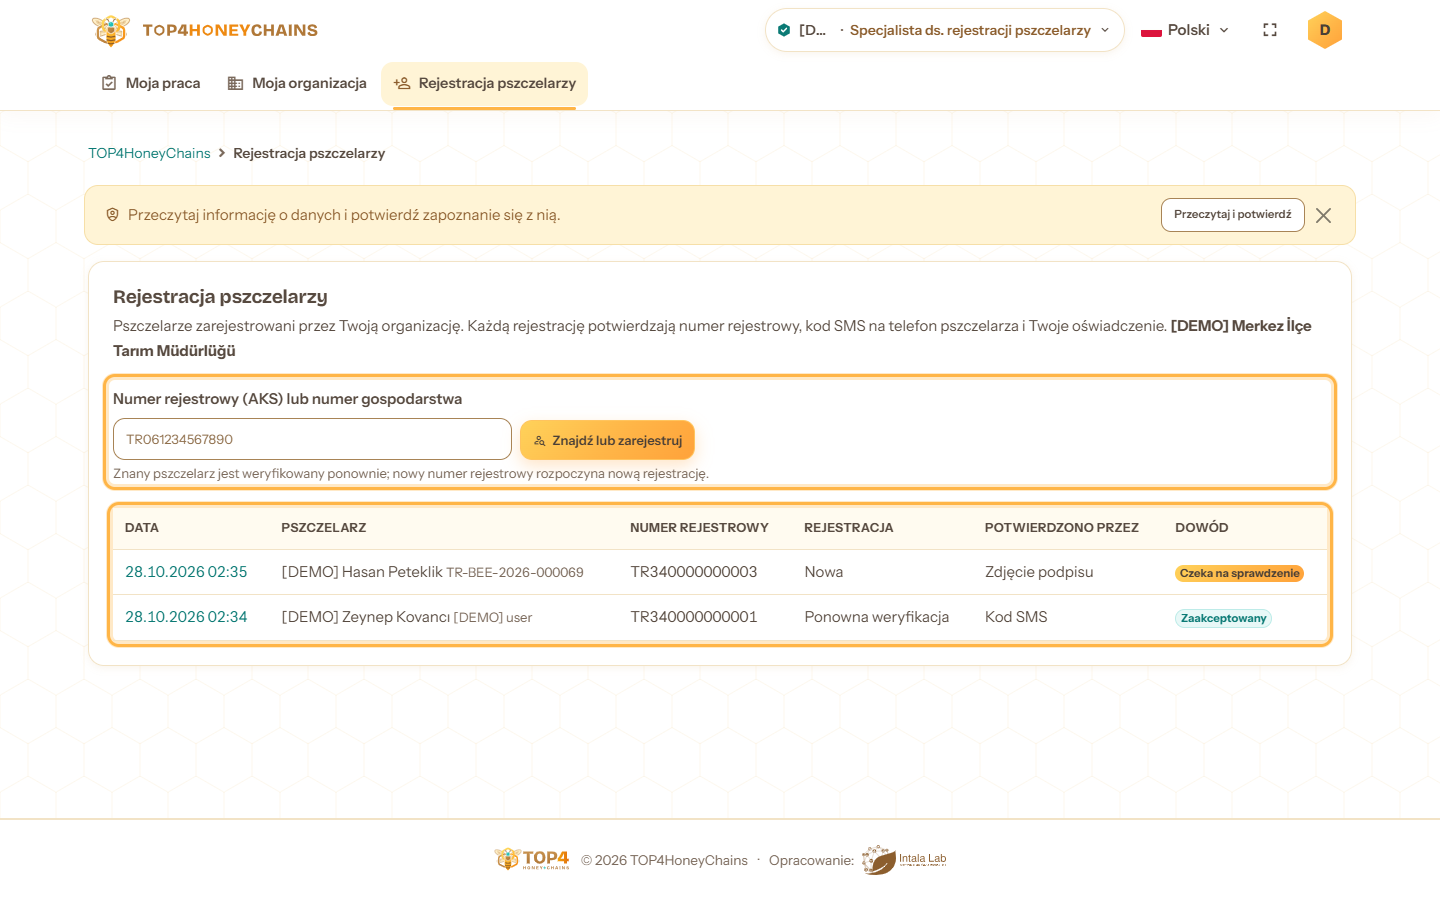 TOP4HONEYCHAINS
[D... · Specjalista ds. rejestracji pszczelarzy
Polski
D
Moja praca
Moja organizacja
Rejestracja pszczelarzy
TOP4HoneyChains > Rejestracja pszczelarzy
Przeczytaj informację o danych i potwierdź zapoznanie się z nią.
Przeczytaj i potwierdź
Rejestracja pszczelarzy
Pszczelarze zarejestrowani przez Twoją organizację. Każdą rejestrację potwierdzają numer rejestrowy, kod SMS na telefon pszczelarza i Twoje oświadczenie. [DEMO] Merkez İlçe
Tarım Müdürlüğü
Numer rejestrowy (AKS) lub numer gospodarstwa
TR061234567890
Znajdź lub zarejestruj
Znany pszczelarz jest weryfikowany ponownie; nowy numer rejestrowy rozpoczyna nową rejestrację.
DATA PSZCZELARZ NUMER REJESTROWY REJESTRACJA POTWIERDZONO PRZEZ DOWÓD
28.10.2026 02:35 [DEMO] Hasan Peteklik TR-BEE-2026-000069 TR340000000003 Nowa Zdjęcie podpisu Czeka na sprawdzenie
28.10.2026 02:34 [DEMO] Zeynep Kovancı [DEMO] user TR340000000001 Ponowna weryfikacja Kod SMS Zaakceptowany
TOP4
HONEYCHAINS
© 2026 TOP4HoneyChains · Opracowanie:
Intala Lab